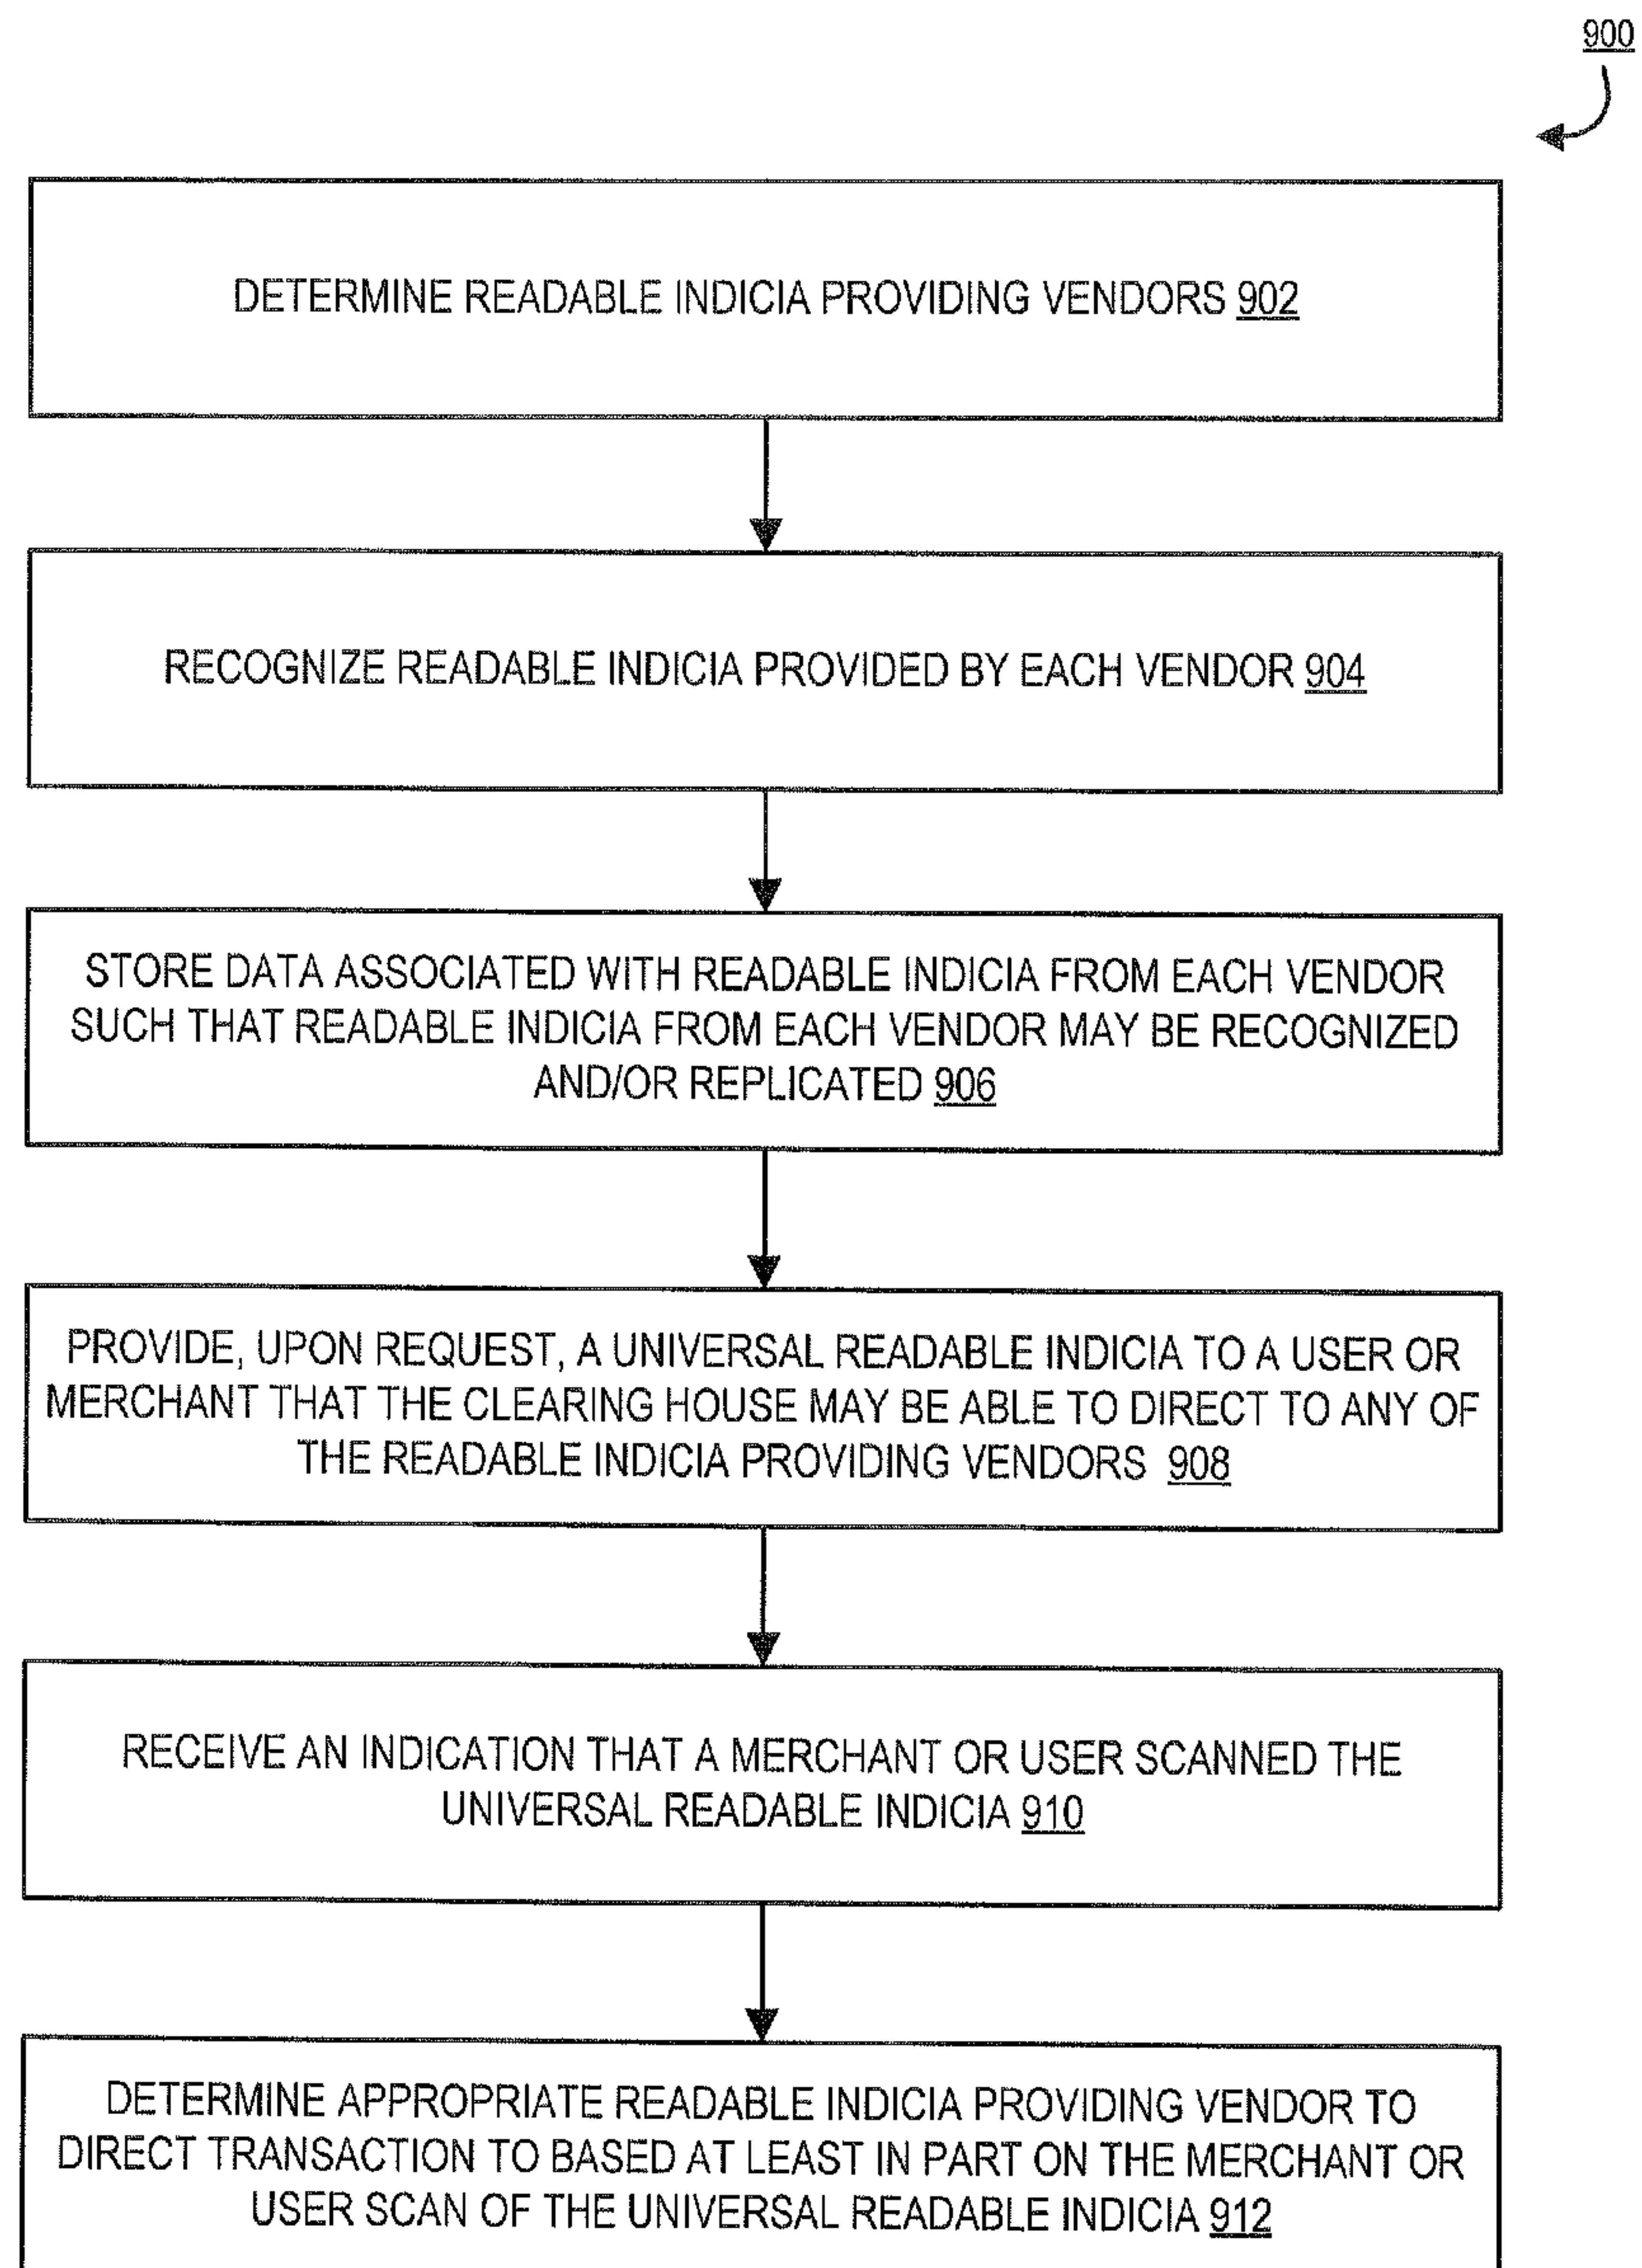 900
DETERMINE READABLE INDICIA PROVIDING VENDORS 902
RECOGNIZE READABLE INDICIA PROVIDED BY EACH VENDOR 904
STORE DATA ASSOCIATED WITH READABLE INDICIA FROM EACH VENDOR
SUCH THAT READABLE INDICIA FROM EACH VENDOR MAY BE RECOGNIZED
AND/OR REPLICATED 906
PROVIDE, UPON REQUEST, A UNIVERSAL READABLE INDICIA TO A USER OR
MERCHANT THAT THE CLEARING HOUSE MAY BE ABLE TO DIRECT TO ANY OF
THE READABLE INDICIA PROVIDING VENDORS 908
RECEIVE AN INDICATION THAT A MERCHANT OR USER SCANNED THE
UNIVERSAL READABLE INDICIA 910
DETERMINE APPROPRIATE READABLE INDICIA PROVIDING VENDOR TO
DIRECT TRANSACTION TO BASED AT LEAST IN PART ON THE MERCHANT OR
USER SCAN OF THE UNIVERSAL READABLE INDICIA 912